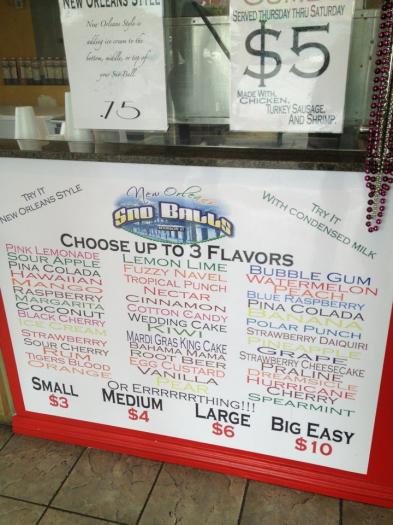 NEW ORLEANS STYLE
New Orleans Style is
adding ice cream to the
bottom, middle, or top of
your Sno Ball.
.75
SERVED THURSDAY THRU SATURDAY
$5
MADE WITH,
CHICKEN,
TURKEY SAUSAGE,
AND SHRIMP.
TRY IT
NEW ORLEANS STYLE
New Orleans
SNO BALLS
TRY IT
WITH CONDENSED MILK
CHOOSE UP TO 3 FLAVORS
PINK LEMONADE
SOUR APPLE
PINA COLADA
HAWAIIAN
MANGO
RASPBERRY
MARGARITA
COCONUT
BLACK CHERRY
ICE CREAM
STRAWBERRY
SOUR CHERRY
RUM
TIGERS BLOOD
ORANGE
LEMON LIME
FUZZY NAVEL
TROPICAL PUNCH
NECTAR
CINNAMON
COTTON CANDY
WEDDING CAKE
KIWI
MARDI GRAS KING CAKE
BAHAMA MAMA
ROOT BEER
EGG CUSTARD
VANILLA
PEAR
BUBBLE GUM
WATERMELON
PEACH
BLUE RASPBERRY
PINA COLADA
BANANA
POLAR PUNCH
STRAWBERRY DAIQUIRI
PINEAPPLE
GRAPE
STRAWBERRY CHEESECAKE
PRALINE
DREAMSICLE
HURRICANE
CHERRY
SPEARMINT
OR ERRRRRRTHING!!!
SMALL
$3
MEDIUM
$4
LARGE
$6
BIG EASY
$10